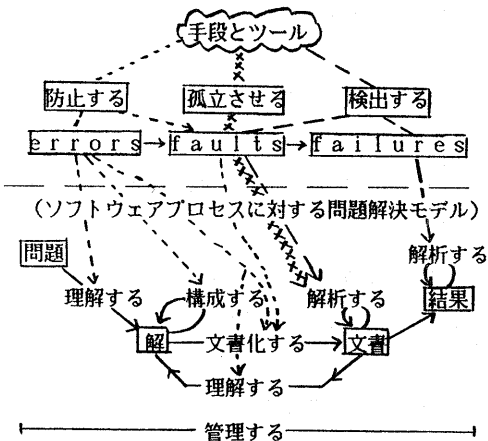 手段とツール
防止する 孤立させる 検出する
errors faults failures
(ソフトウェアプロセスに対する問題解決モデル)
問題 解析する
理解する 構成する 解析する 結果
解 文書化する 文書
理解する
管理する